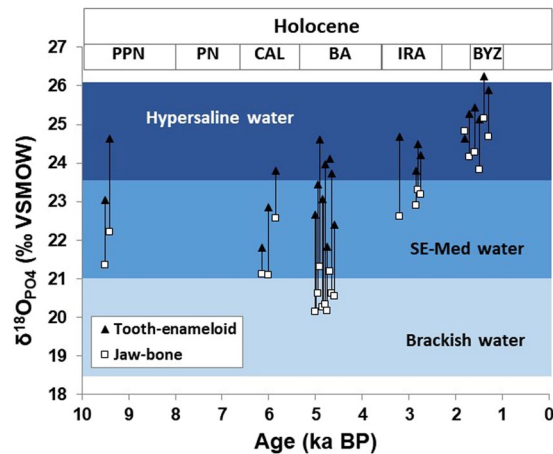 Holocene
PPN PN CAL BA IRA BYZ
27
26
25
24
23
22
21
20
19
18
δ18OPO4 (‰ VSMOW)
Hypersaline water
SE-Med water
Brackish water
▲ Tooth-enameloid
□ Jaw-bone
10 9 8 7 6 5 4 3 2 1 0
Age (ka BP)